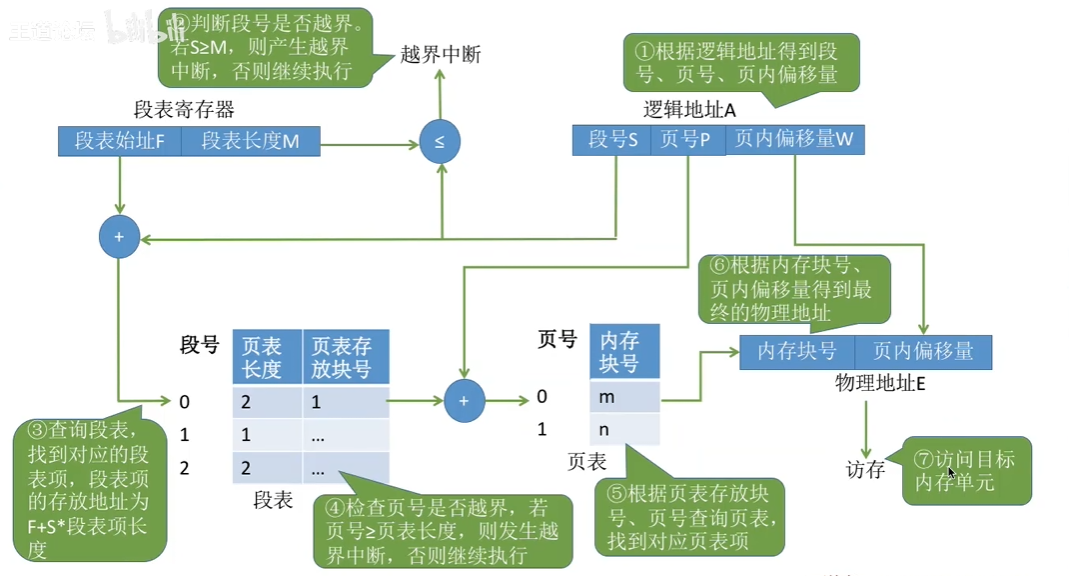 bilibili
②判断段号是否越界。
若S≥M，则产生越界
中断，否则继续执行
越界中断
①根据逻辑地址得到段
号、页号、页内偏移量
段表寄存器
逻辑地址A
段表始址F
段表长度M
≤
段号S
页号P
页内偏移量W
+
⑥根据内存块号、
页内偏移量得到最
终的物理地址
段号
页表
长度
页表存
放块号
0
2
1
1
1
...
2
2
...
段表
+
页号
内存
块号
0
m
1
n
页表
内存块号
页内偏移量
物理地址E
访存
③查询段表，
找到对应的段
表项，段表项
的存放地址为
F+S*段表项长
度
④检查页号是否越界，若
页号≥页表长度，则发生越
界中断，否则继续执行
⑤根据页表存放块
号、页号查询页表，
找到对应页表项
⑦访问目标
内存单元